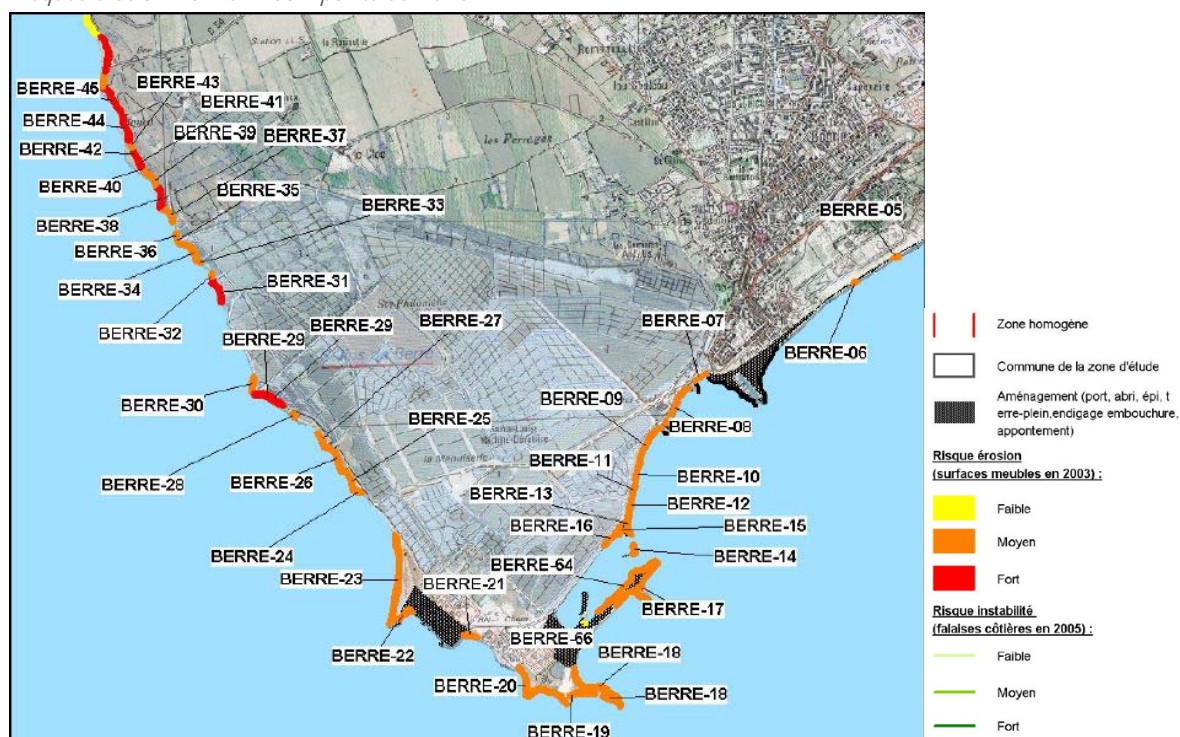 BERRE-43
BERRE-45
BERRE-41
BERRE-44
BERRE-39
BERRE-37
BERRE-42
BERRE-40
BERRE-35
BERRE-33
BERRE-38
BERRE-36
BERRE-05
BERRE-34
BERRE-31
BERRE-32
BERRE-29
BERRE-29
BERRE-27
BERRE-07
BERRE-06
BERRE-30
BERRE-09
BERRE-25
BERRE-08
BERRE-28
BERRE-26
BERRE-11
BERRE-10
BERRE-13
BERRE-12
BERRE-16
BERRE-15
BERRE-24
BERRE-14
BERRE-64
BERRE-23
BERRE-21
BERRE-17
BERRE-66
BERRE-22
BERRE-18
BERRE-20
BERRE-18
BERRE-19
les Ferrages
Zone homogène
Commune de la zone d'étude
Aménagement (port, abri, épi, t
erre-plein,endigage embouchure,
appontement)
Risque érosion
(surfaces meubles en 2003) :
Faible
Moyen
Fort
Risque instabilité
(falaises côtières en 2005) :
Faible
Moyen
Fort